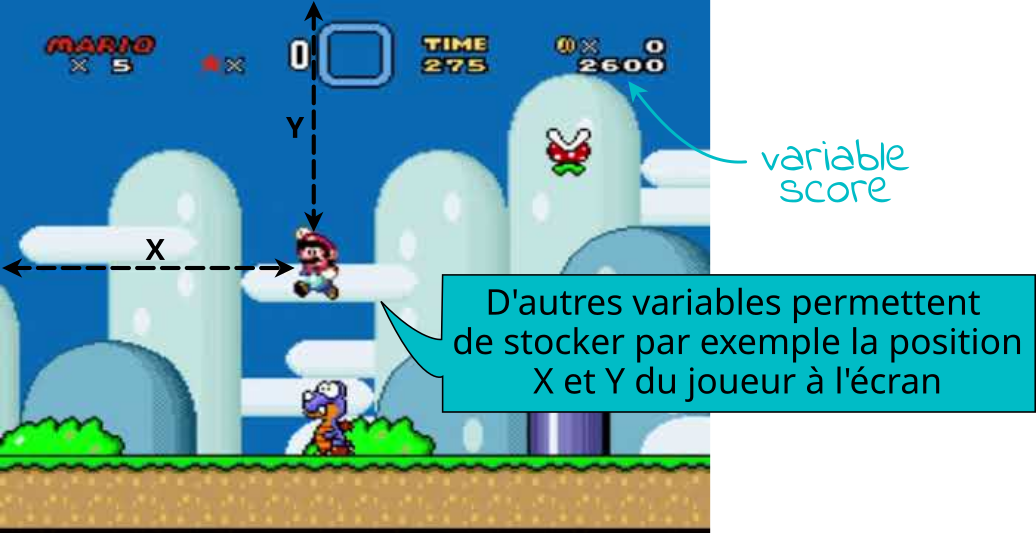 MARIO
x 5
★ x
0
TIME
275
x 0
2600
Y
variable
score
X
D'autres variables permettent
de stocker par exemple la position
X et Y du joueur à l'écran